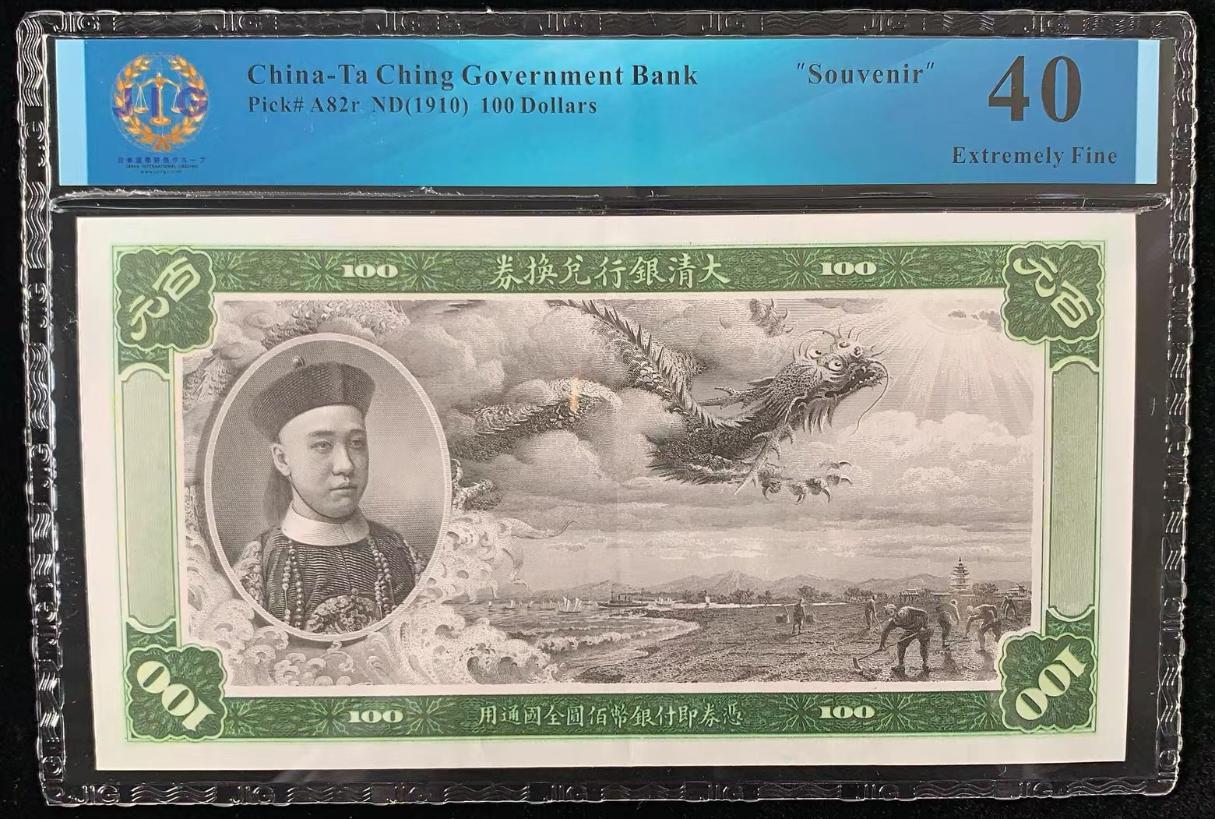 China-Ta Ching Government Bank
Pick# A82r ND(1910) 100 Dollars
"Souvenir"
40
Extremely Fine
JIG
百元
100
大清銀行兌換券
100
百元
100
100
憑券即付銀幣佰圓全國通用
100
100